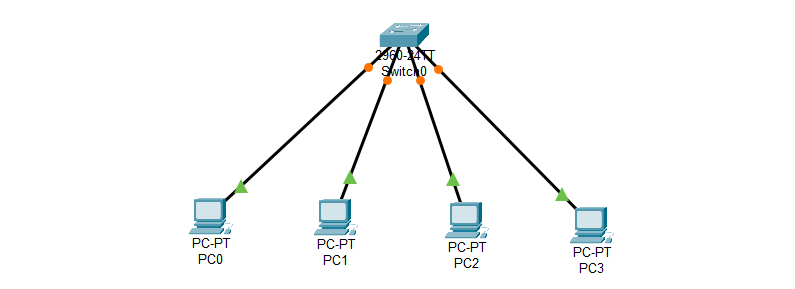 2960-24TT
Switch0
PC-PT
PC0
PC-PT
PC1
PC-PT
PC2
PC-PT
PC3